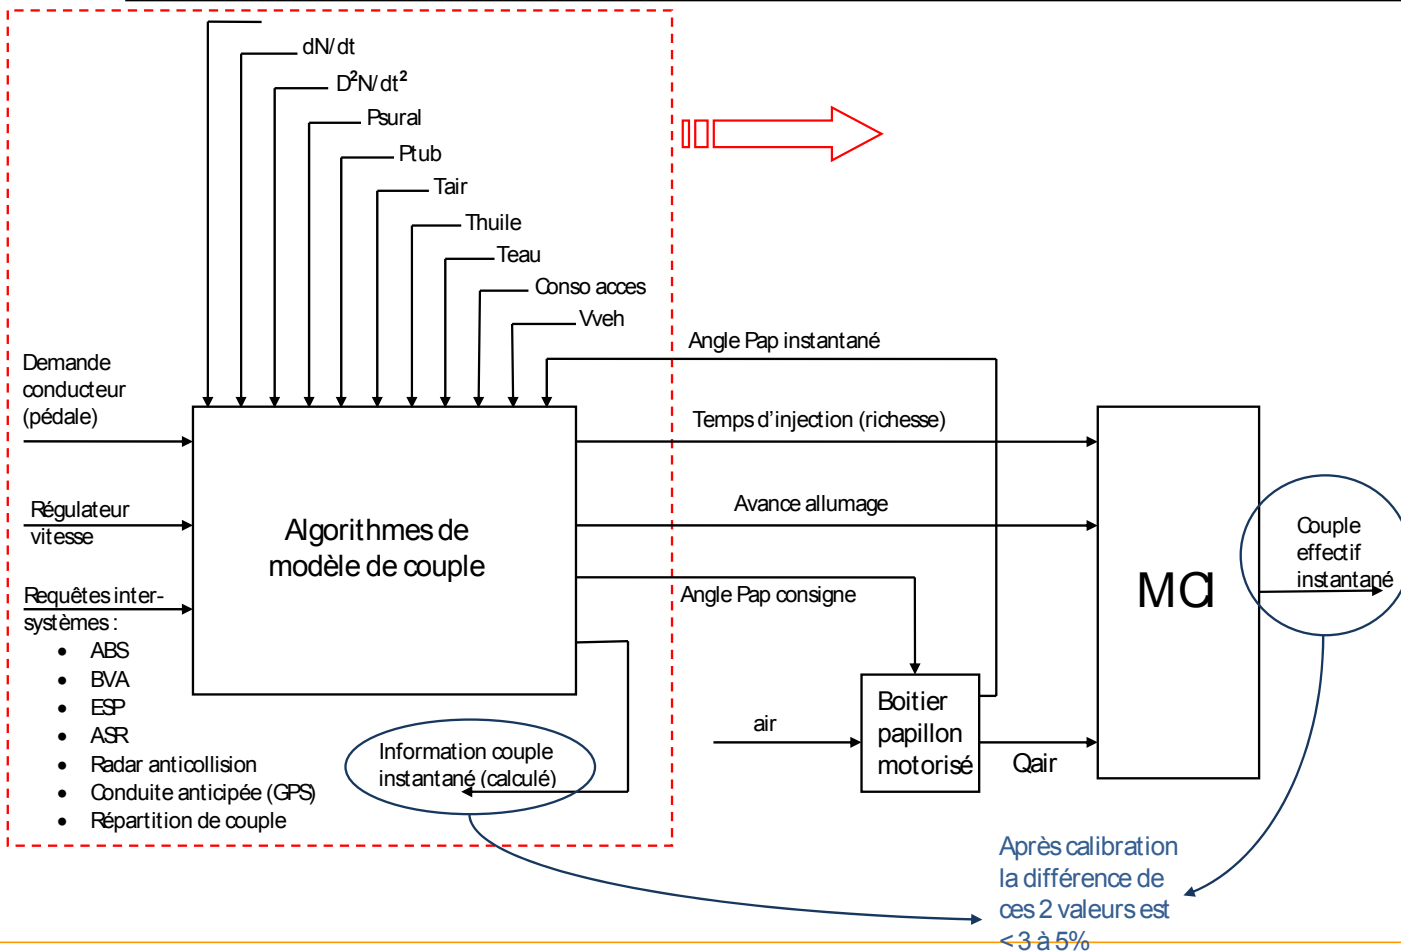 dN/dt
D²N/dt²
Psural
Ptub
Tair
Thuile
Teau
Conso acces
Vveh
Angle Pap instantané
Demande
conducteur
(pédale)
Temps d'injection (richesse)
Régulateur
vitesse
Avance allumage
Algorithmes de
modèle de couple
Couple
effectif
instantané
MCI
Angle Pap consigne
Requêtes inter-
systèmes :
• ABS
• BVA
• ESP
• ASR
• Radar anticollision
• Conduite anticipée (GPS)
• Répartition de couple
Information couple
instantané (calculé)
air
Boitier
papillon
motorisé
Qair
Après calibration
la différence de
ces 2 valeurs est
< 3 à 5%